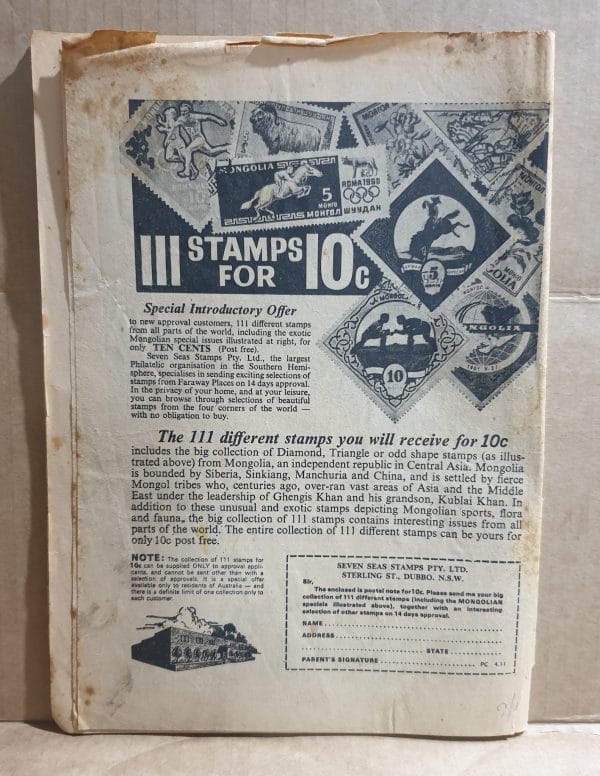 MONGOLIA
5
МОНГО
МОНГОЛ ШУУДАН
ROMA 1960
МОНГОЛ
5
MONGOLIA
10
MONGOLIA
111 STAMPS
FOR 10c
Special Introductory Offer
to new approval customers, 111 different stamps
from all parts of the world, including the exotic
Mongolian special issues illustrated at right, for
only TEN CENTS (Post free).
Seven Seas Stamps Pty. Ltd., the largest
Philatelic organisation in the Southern Hemi-
sphere, specialises in sending exciting selections of
stamps from Faraway Places on 14 days approval.
In the privacy of your home, and at your leisure,
you can browse through selections of beautiful
stamps from the four corners of the world —
with no obligation to buy.
The 111 different stamps you will receive for 10c
includes the big collection of Diamond, Triangle or odd shape stamps (as illus-
trated above) from Mongolia, an independent republic in Central Asia. Mongolia
is bounded by Siberia, Sinkiang, Manchuria and China, and is settled by fierce
Mongol tribes who, centuries ago, over-ran vast areas of Asia and the Middle
East under the leadership of Ghengis Khan and his grandson, Kublai Khan. In
addition to these unusual and exotic stamps depicting Mongolian sports, flora
and fauna, the big collection of 111 stamps contains interesting issues from all
parts of the world. The entire collection of 111 different stamps can be yours for
only 10c post free.
NOTE: The collection of 111 stamps for
10c can be supplied ONLY to approval appli-
cants, and cannot be sent other than with a
selection of approvals. It is a special offer
available only to residents of Australia — and
there is a definite limit of one collection only to
each customer.
SEVEN SEAS STAMPS PTY. LTD.
STERLING ST., DUBBO. N.S.W.
Sir,
The enclosed is postal note for 10c. Please send me your big
collection of 111 different stamps (including the MONGOLIAN
specials illustrated above), together with an interesting
selection of other stamps on 14 days approval.
NAME
ADDRESS
STATE
PARENT'S SIGNATURE
PC 4.11